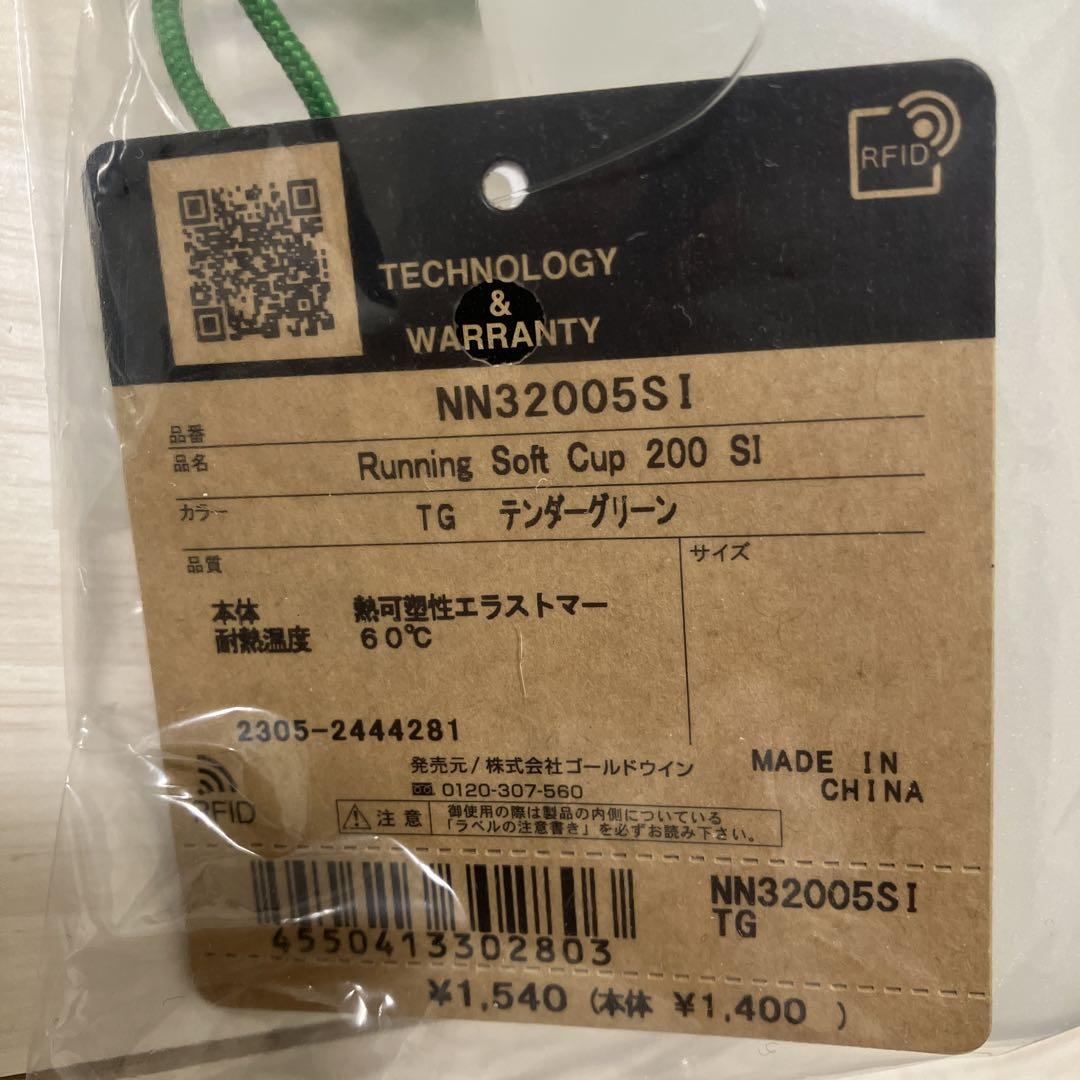 RFID
TECHNOLOGY
&
WARRANTY
品番 NN32005SI
品名 Running Soft Cup 200 SI
カラー TG テンダーグリーン
品質 サイズ
本体 熱可塑性エラストマー
耐熱温度 60℃
2305-2444281
発売元/株式会社ゴールドウイン
0120-307-560
MADE IN
CHINA
RFID
注意 御使用の際は製品の内側についている
「ラベルの注意書き」を必ずお読み下さい。
NN32005SI
TG
4550413302803
¥1,540 (本体 ¥1,400 )